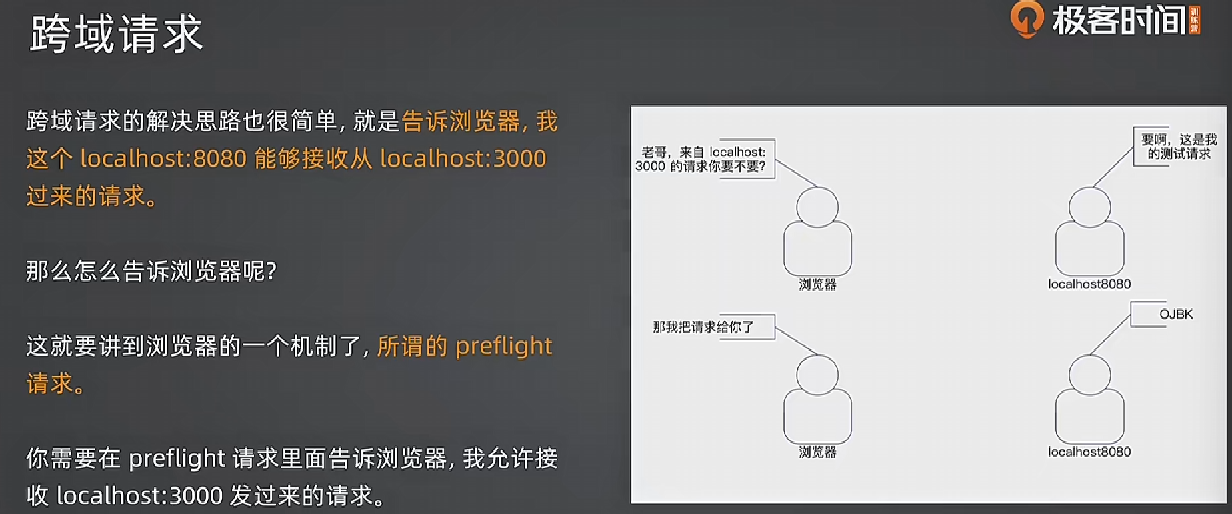 跨域请求
极客时间
训练营
跨域请求的解决思路也很简单, 就是告诉浏览器, 我
这个 localhost:8080 能够接收从 localhost:3000
过来的请求。
那么怎么告诉浏览器呢?
这就要讲到浏览器的一个机制了, 所谓的 preflight
请求。
你需要在 preflight 请求里面告诉浏览器, 我允许接
收 localhost:3000 发过来的请求。
老哥，来自 localhost:
3000 的请求你要不要?
要啊，这是我
的测试请求
浏览器
localhost8080
那我把请求给你了
OJBK
浏览器
localhost8080